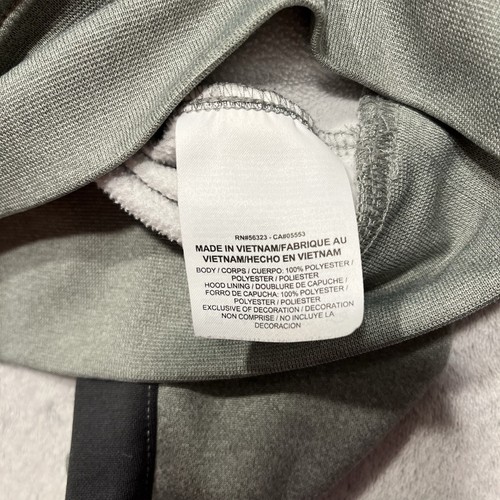 RN#56323 - CA#05553
MADE IN VIETNAM/FABRIQUE AU
VIETNAM/HECHO EN VIETNAM
BODY / CORPS / CUERPO: 100% POLYESTER /
POLYESTER / POLIESTER
HOOD LINING / DOUBLURE DE CAPUCHE /
FORRO DE CAPUCHA: 100% POLYESTER /
POLYESTER / POLIESTER
EXCLUSIVE OF DECORATION / DECORATION
NON COMPRISE / NO INCLUYE LA
DECORACION